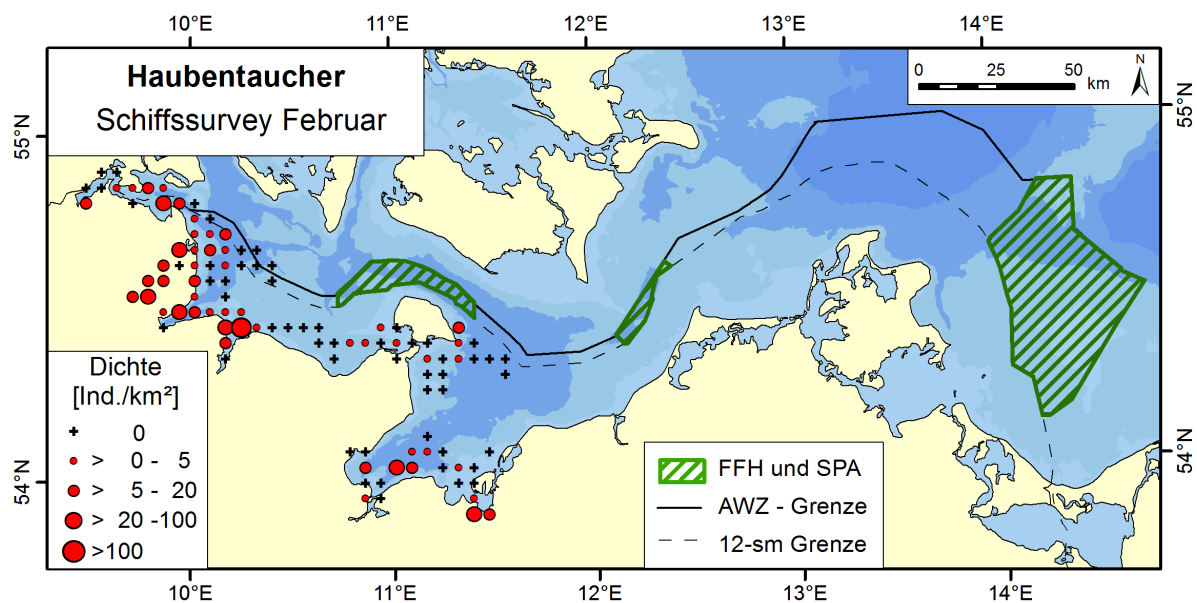 10°E 11°E 12°E 13°E 14°E
Haubentaucher
Schiffssurvey Februar
0 25 50 km
N
55°N 55°N
Dichte
[Ind./km²]
0
> 0 - 5
> 5 - 20
> 20 -100
>100
FFH und SPA
AWZ - Grenze
12-sm Grenze
54°N 54°N
10°E 11°E 12°E 13°E 14°E